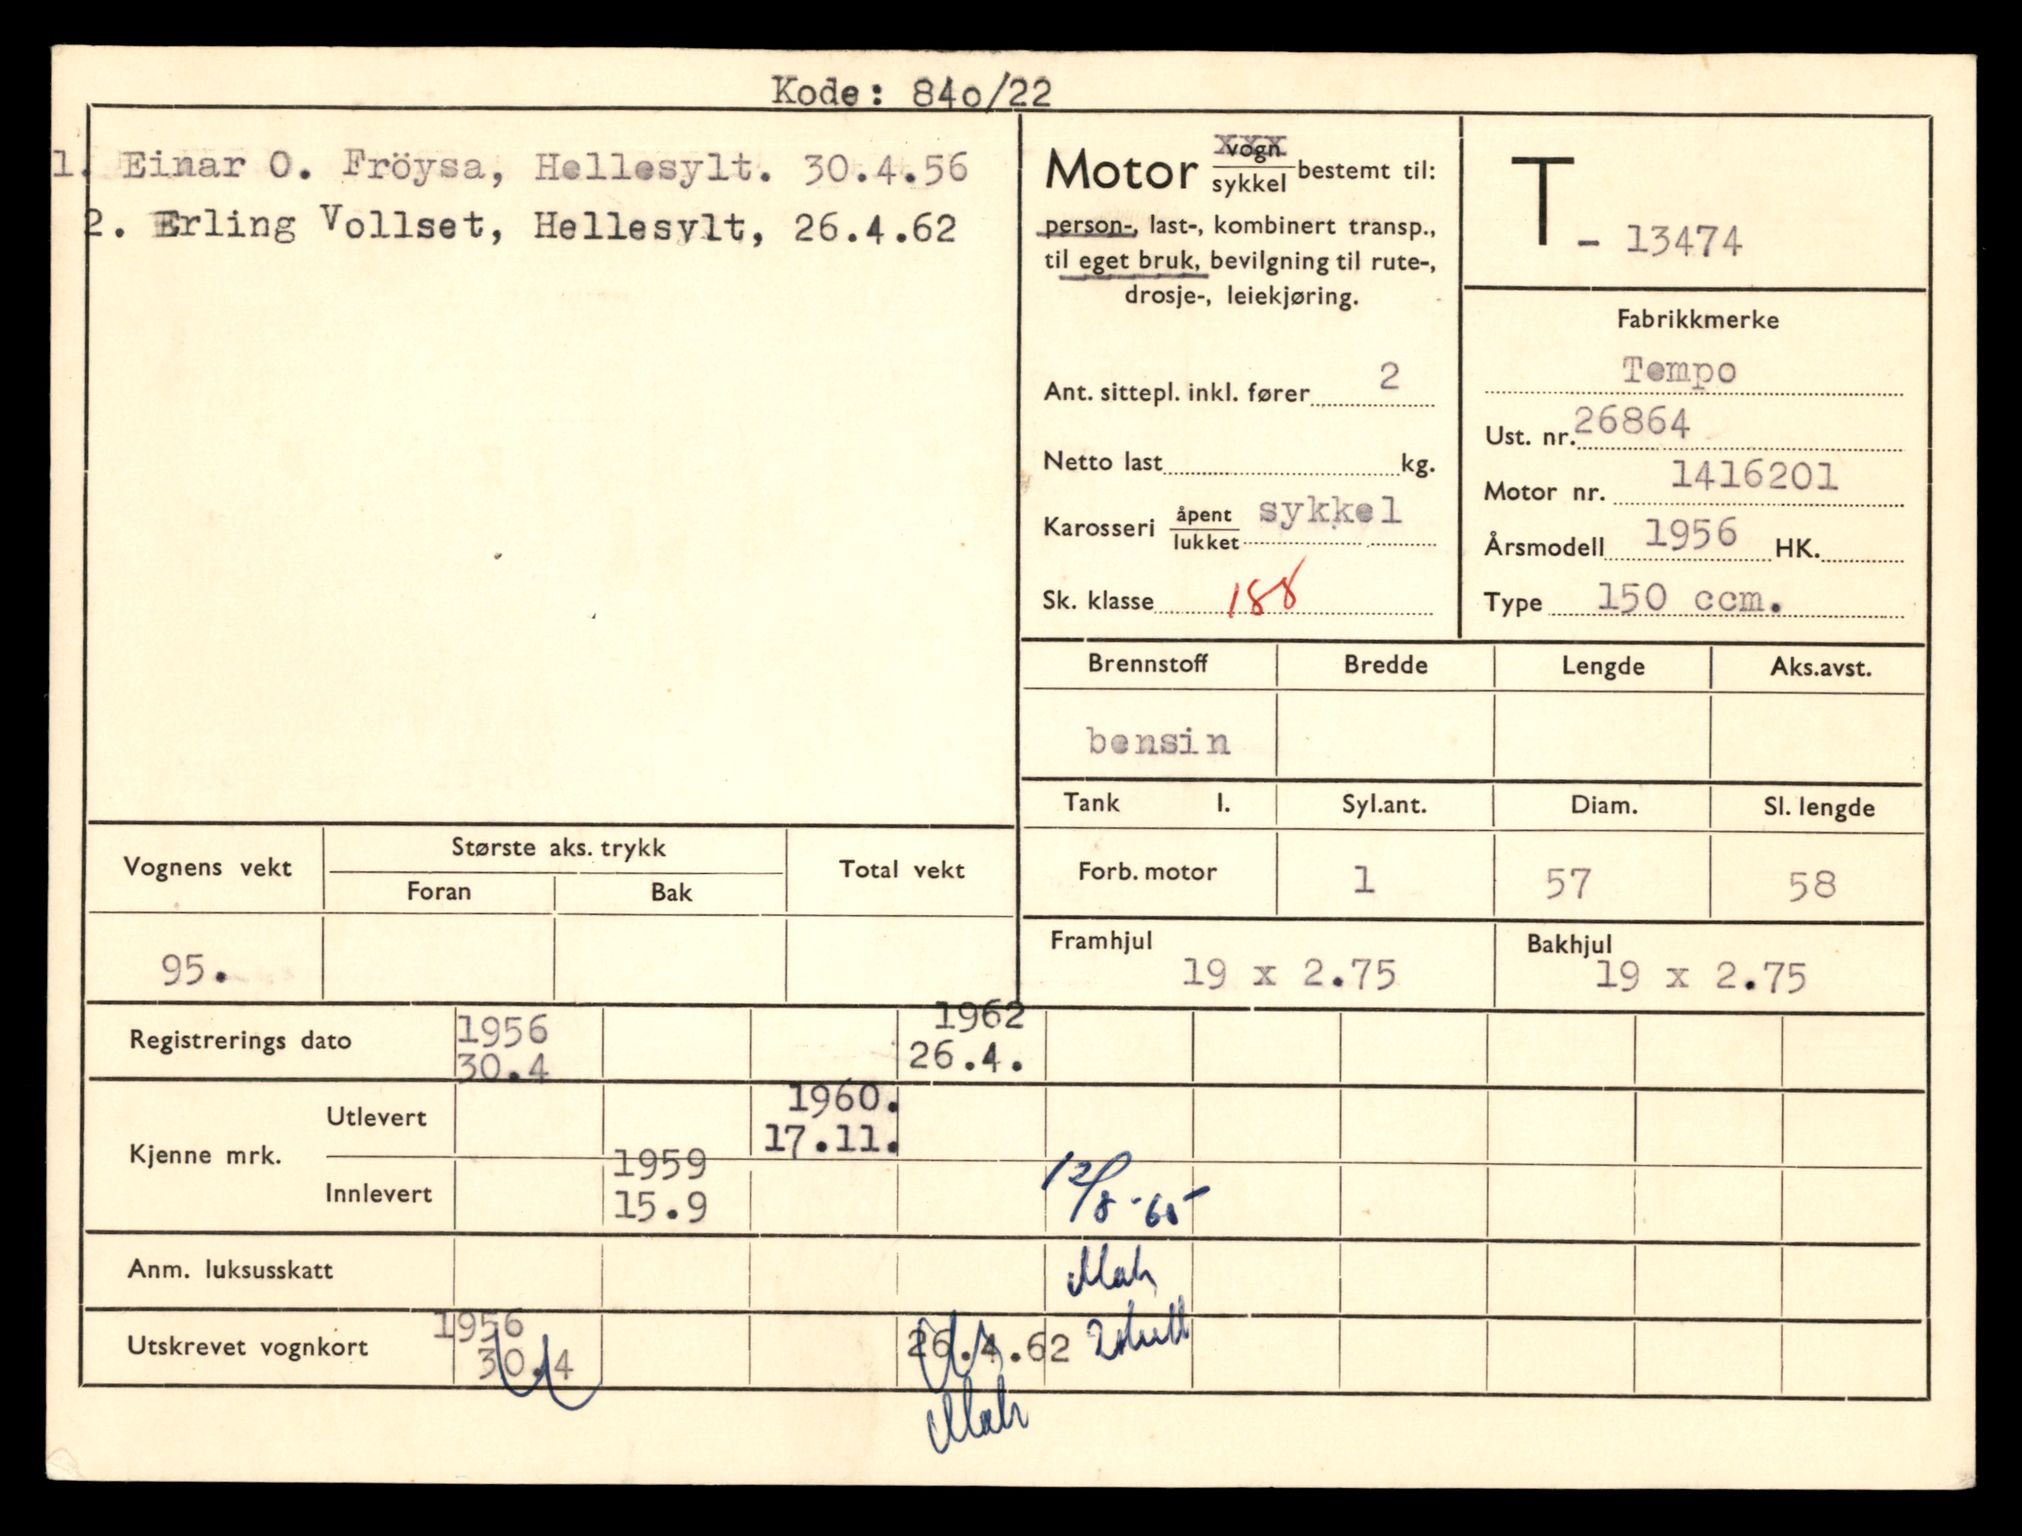 Kode: 840/22
1. Einar O. Fröysa, Hellesylt. 30.4.56
2. Erling Vollset, Hellesylt, 26.4.62
Motor vogn xxx
sykkel bestemt til:
person-, last-, kombinert transp.,
til eget bruk, bevilgning til rute-,
drosje-, leiekjøring.
Ant. sittepl. inkl. fører 2
Netto last kg.
Karosseri åpent
lukket sykkel
Sk. klasse 188
T - 13474
Fabrikkmerke
Tempo
Ust. nr. 26864
Motor nr. 1416201
Årsmodell 1956 HK.
Type 150 ccm.
Brennstoff Bredde Lengde Aks.avst.
bensin
Tank l. Syl.ant. Diam. Sl. lengde
Forb. motor 1 57 58
Framhjul 19 x 2.75 Bakhjul 19 x 2.75
Vognens vekt Største aks. trykk Total vekt
Foran Bak
95.
Registrerings dato 1956 1962
30.4 26.4.
Kjenne mrk. Utlevert 1960.
17.11.
Innlevert 1959
15.9 12/8-65
Anm. luksusskatt
Utskrevet vognkort 1956
30.4 26.4.62